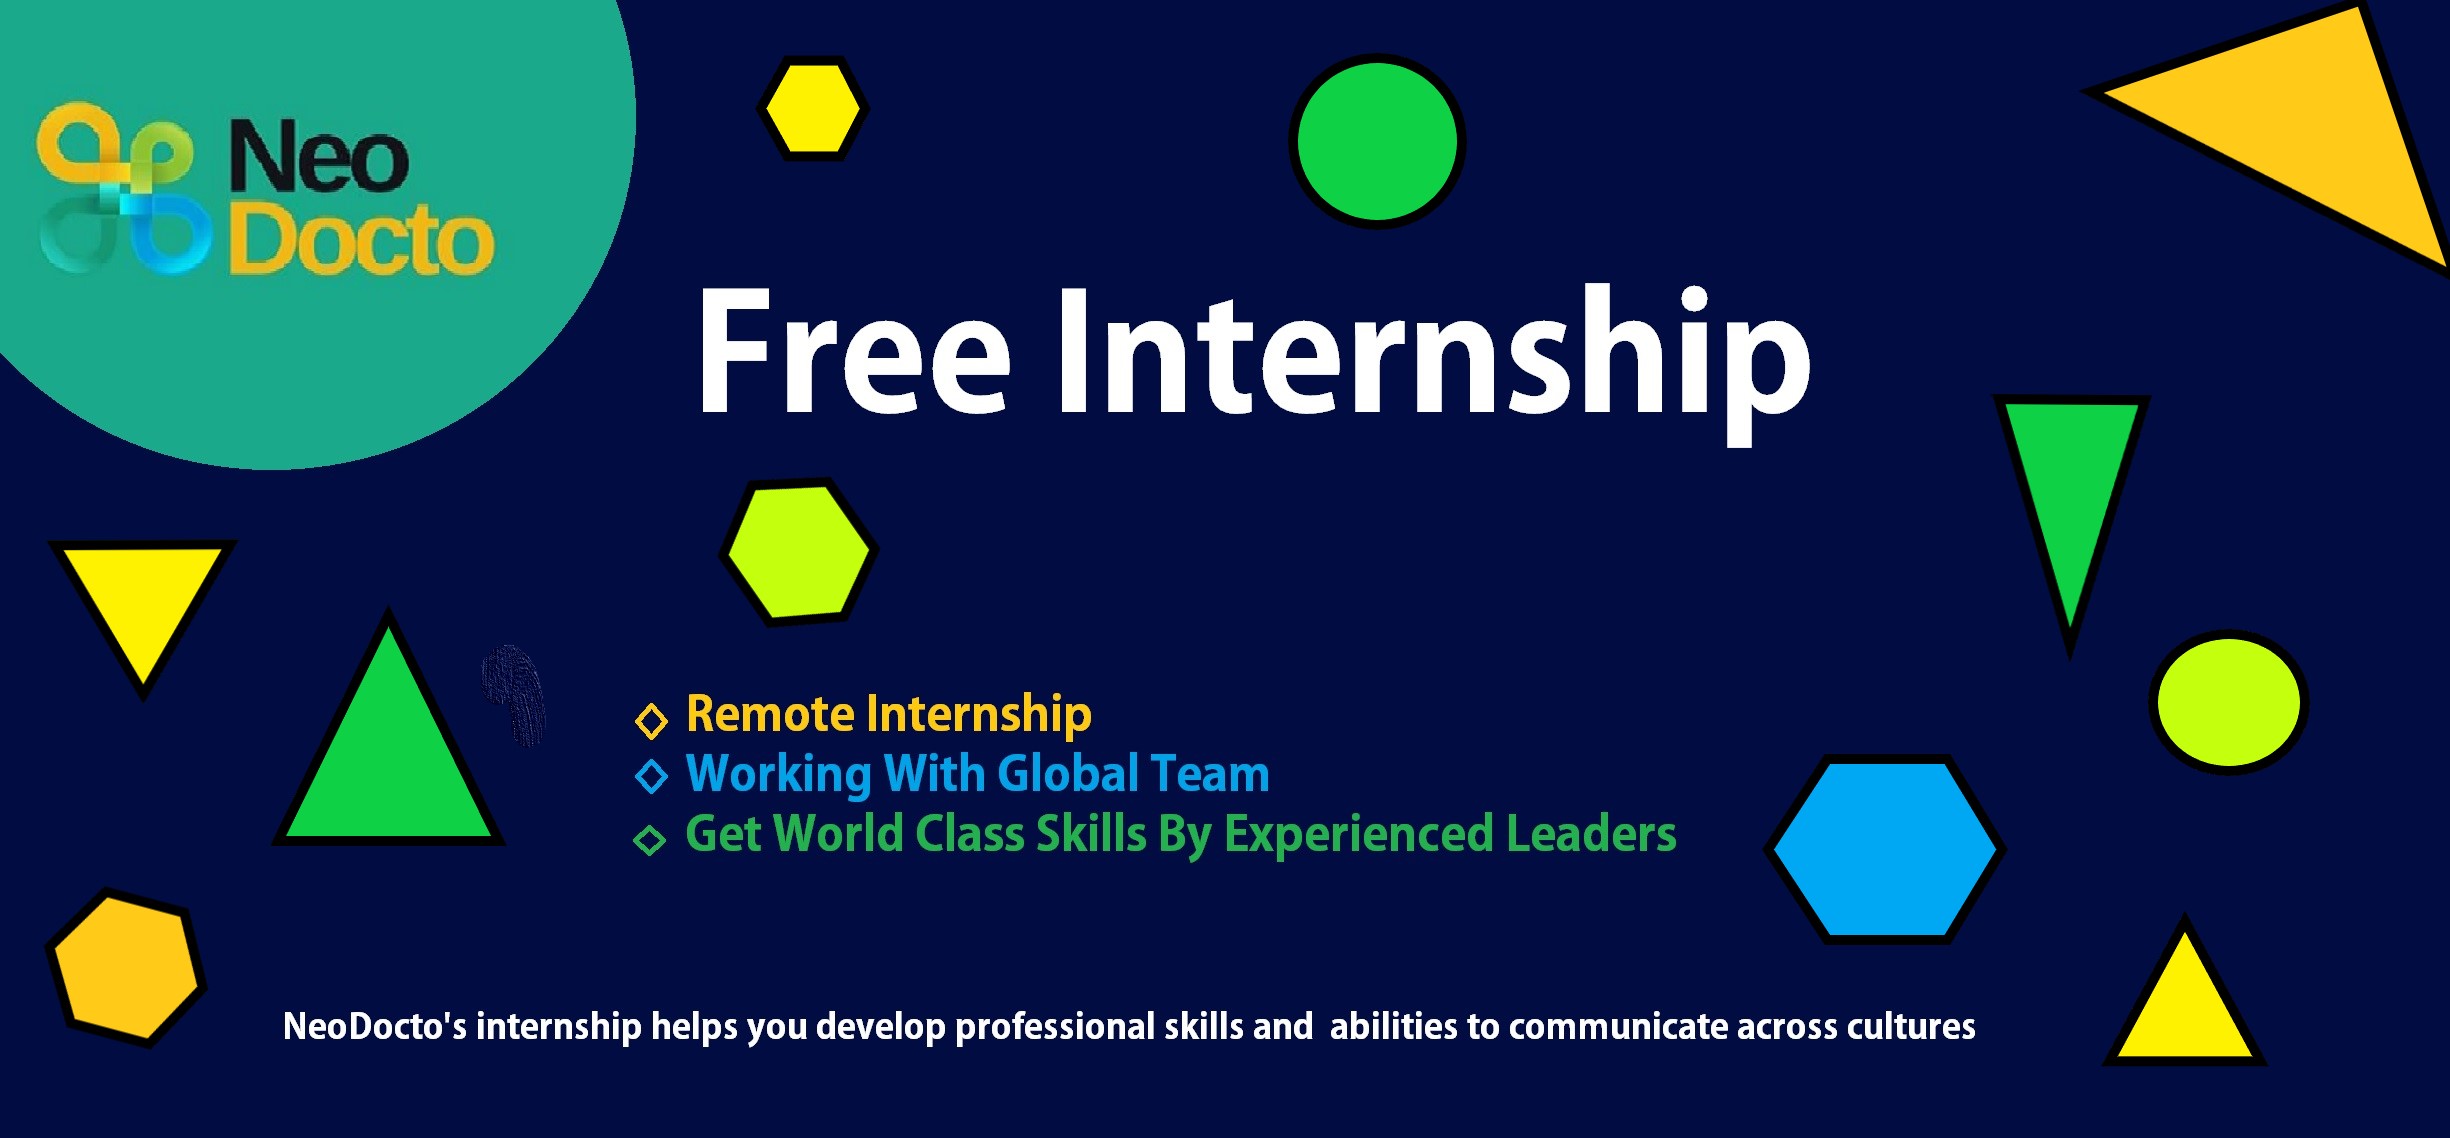 Neo
Docto
Free Internship
Remote Internship
Working With Global Team
Get World Class Skills By Experienced Leaders
NeoDocto's internship helps you develop professional skills and  abilities to communicate across cultures